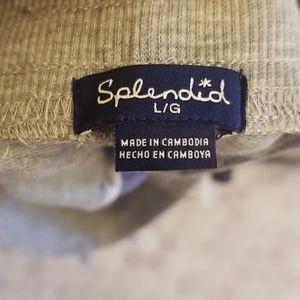 Splendid
L/G
MADE IN CAMBODIA
HECHO EN CAMBOYA